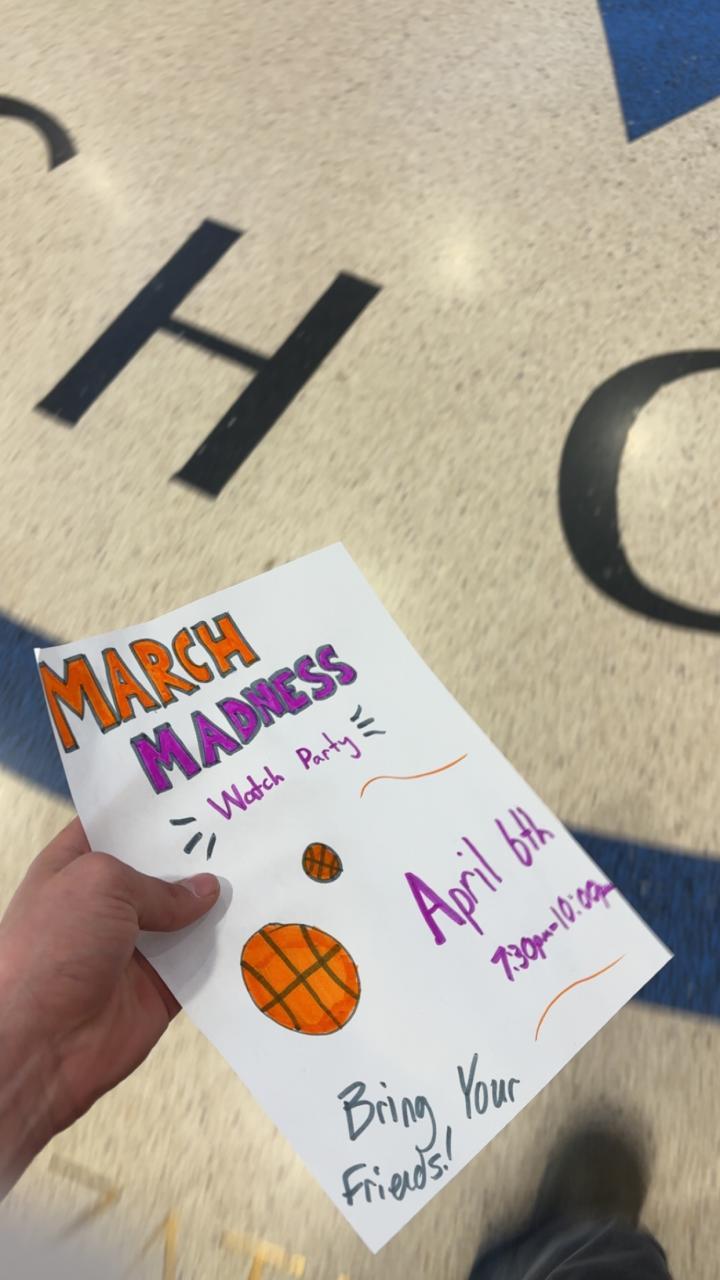 C
H
O
MARCH
MADNESS
Watch Party
April 6th
7:30pm-10:00pm
Bring Your
Friends!